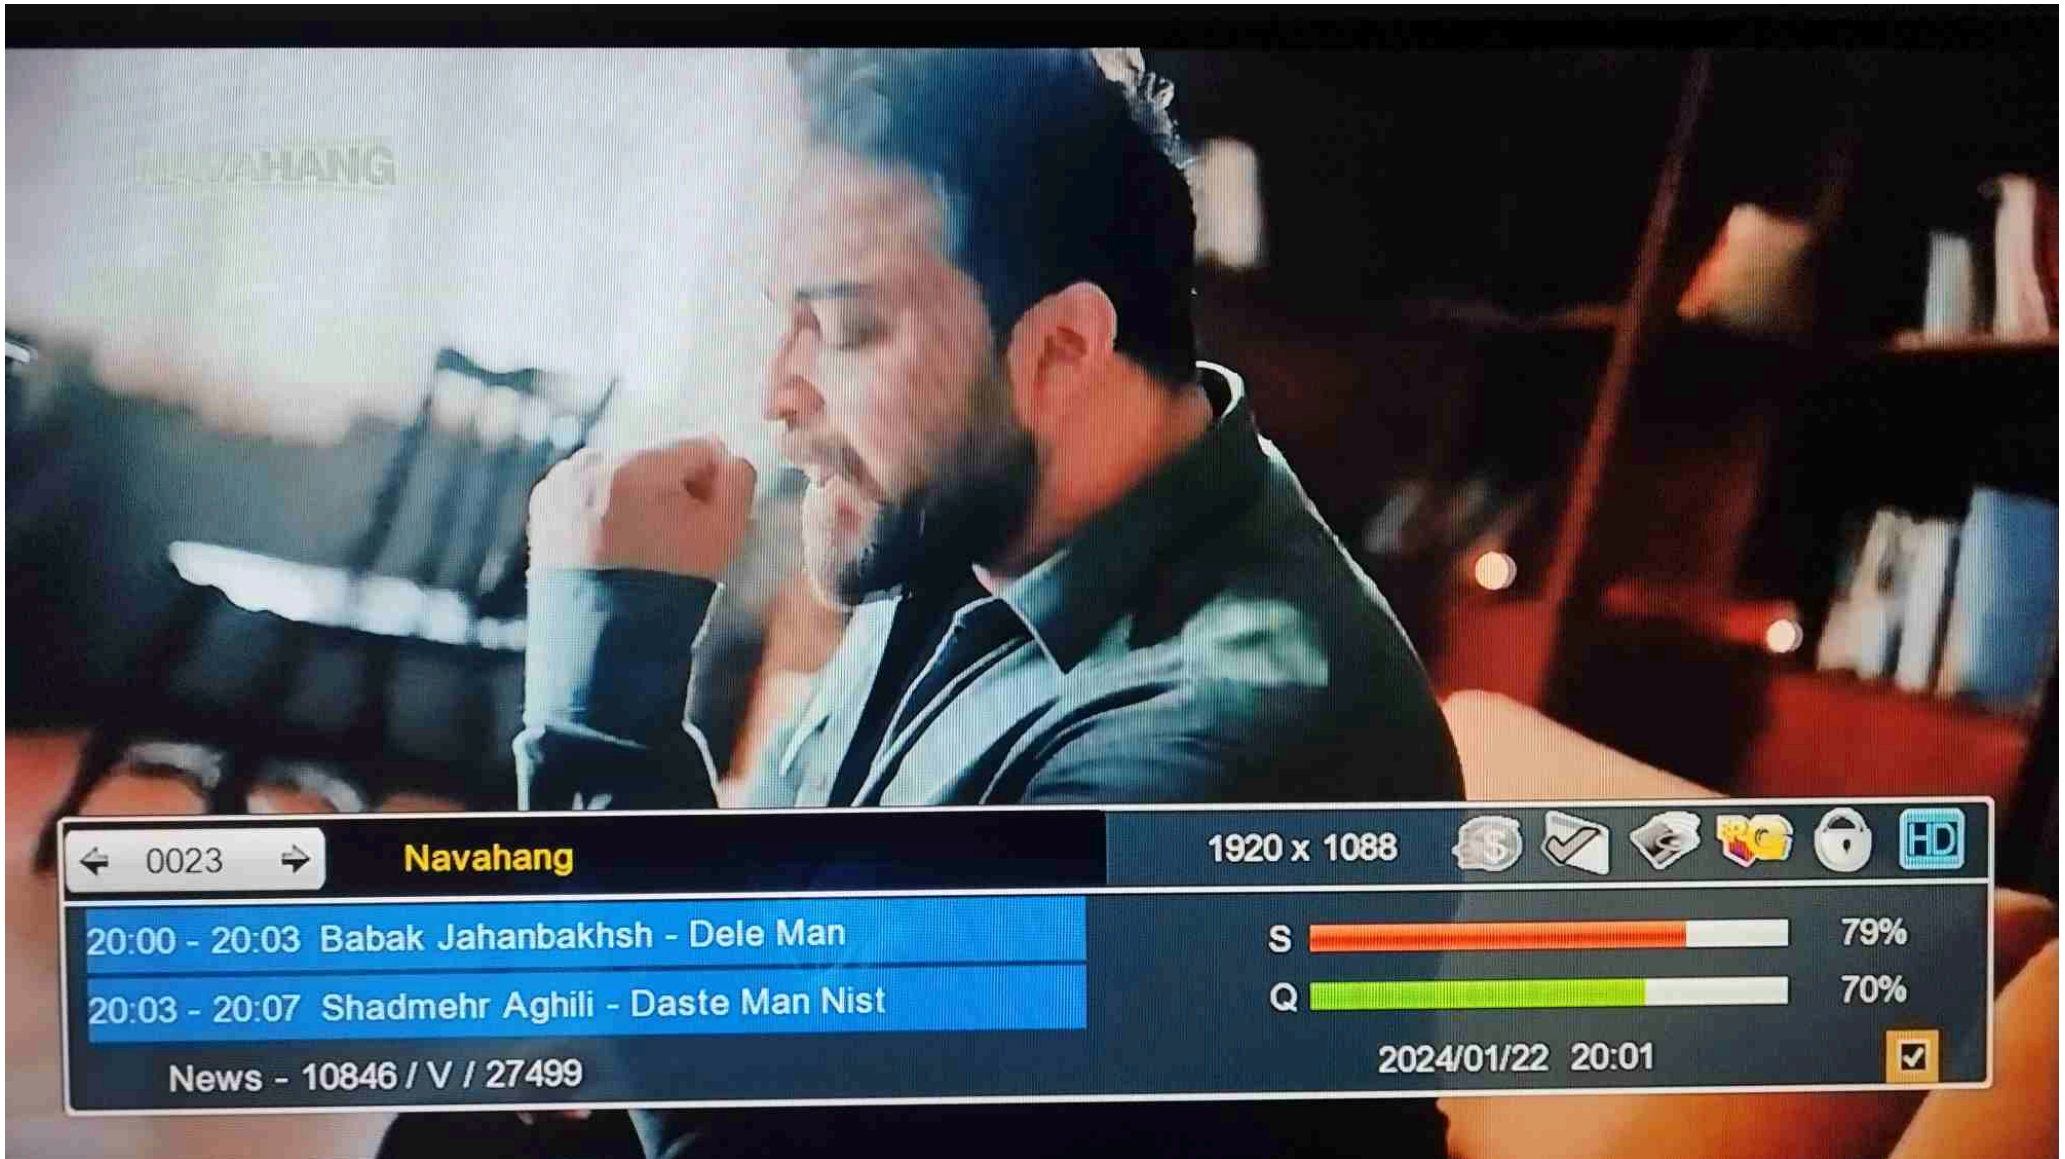 NAVAHANG
0023
Navahang
1920 x 1088
HD
20:00 - 20:03 Babak Jahanbakhsh - Dele Man
S 79%
20:03 - 20:07 Shadmehr Aghili - Daste Man Nist
Q 70%
News - 10846 / V / 27499
2024/01/22 20:01